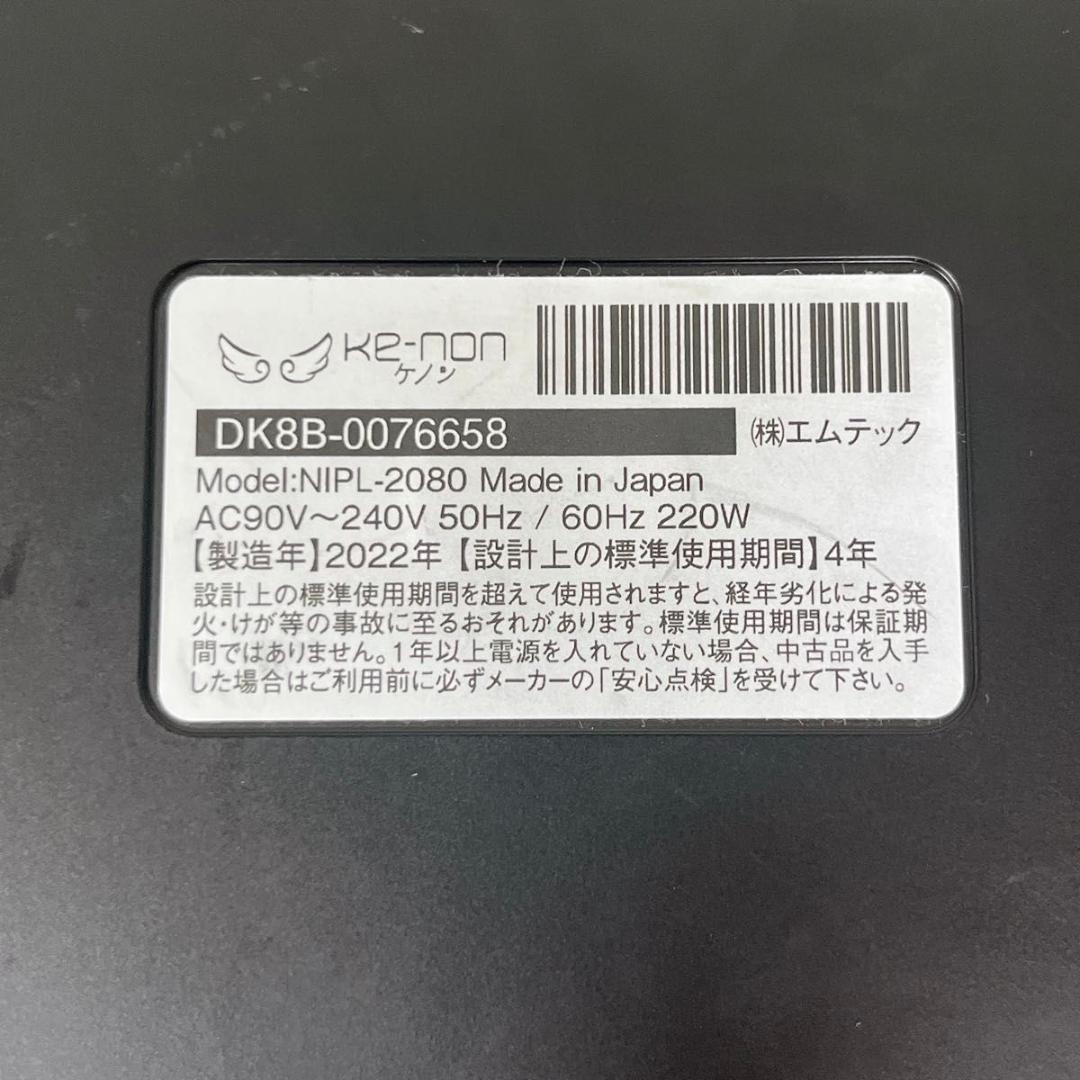 Ke-non
ケノン
DK8B-0076658
㈱エムテック
Model:NIPL-2080 Made in Japan
AC90V〜240V 50Hz / 60Hz 220W
【製造年】2022年【設計上の標準使用期間】4年
設計上の標準使用期間を超えて使用されますと、経年劣化による発
火・けが等の事故に至るおそれがあります。標準使用期間は保証期
間ではありません。1年以上電源を入れていない場合、中古品を入手
した場合はご利用前に必ずメーカーの「安心点検」を受けて下さい。